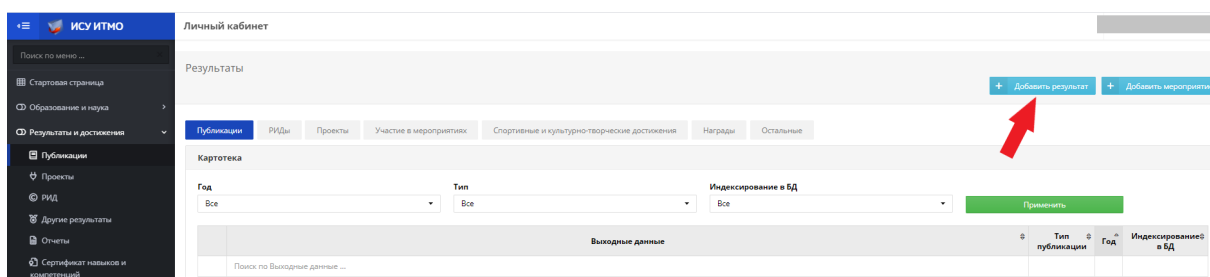 ИСУ ИТМО
Личный кабинет
Поиск по меню ...
Результаты
Стартовая страница
+ Добавить результат
+ Добавить мероприяти
Образование и наука
Результаты и достижения
Публикации
РИДы
Проекты
Участие в мероприятиях
Спортивные и культурно-творческие достижения
Награды
Остальные
Публикации
Проекты
РИД
Другие результаты
Отчеты
Сертификат навыков и
компетенций
Картотека
Год
Тип
Индексирование в БД
Все
Все
Все
Применить
Выходные данные
Тип
публикации
Год
Индексирование
в БД
Поиск по Выходные данные ...